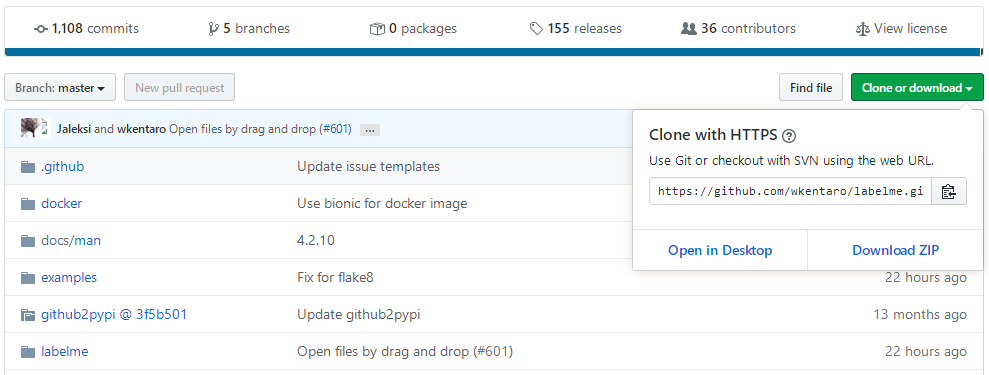 1,108 commits 5 branches 0 packages 155 releases 36 contributors View license
Branch: master New pull request Find file Clone or download
Jaleksi and wkentaro Open files by drag and drop (#601) ...
Clone with HTTPS ?
Use Git or checkout with SVN using the web URL.
https://github.com/wkentaro/labelme.gi
Open in Desktop Download ZIP
.github Update issue templates
docker Use bionic for docker image
docs/man 4.2.10
examples Fix for flake8 22 hours ago
github2pypi @ 3f5b501 Update github2pypi 13 months ago
labelme Open files by drag and drop (#601) 22 hours ago